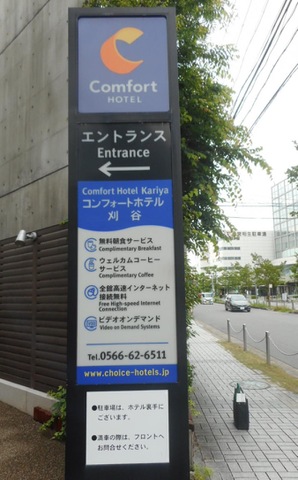 Comfort
HOTEL
エントランス
Entrance
Comfort Hotel Kariya
コンフォートホテル
刈谷
無料朝食サービス
Complimentary Breakfast
ウェルカムコーヒー
サービス
Complimentary Coffee
全館高速インターネット
接続無料
Free High-speed Internet
Connection
ビデオオンデマンド
Video on Demand Systems
Tel.0566-62-6511
www.choice-hotels.jp
●駐車場は、ホテル裏手に
ございます。
●満車の際は、フロントへ
お問合せください。